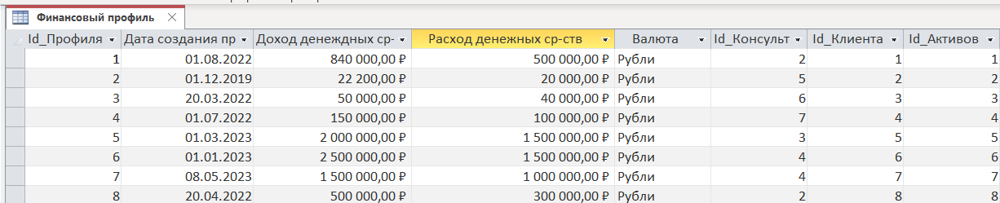 Финансовый профиль
Id_Профиля Дата создания пр Доход денеждных ср- Расход денежных ср-ств Валюта Id_Консульт Id_Клиента Id_Активов
1 01.08.2022 840 000,00 ₽ 500 000,00 ₽ Рубли 2 1 1
2 01.12.2019 22 200,00 ₽ 20 000,00 ₽ Рубли 5 2 2
3 20.03.2022 50 000,00 ₽ 40 000,00 ₽ Рубли 6 3 3
4 01.07.2022 150 000,00 ₽ 100 000,00 ₽ Рубли 7 4 4
5 01.03.2023 2 000 000,00 ₽ 1 500 000,00 ₽ Рубли 3 5 5
6 01.01.2023 2 500 000,00 ₽ 1 500 000,00 ₽ Рубли 4 6 6
7 08.05.2023 1 500 000,00 ₽ 1 000 000,00 ₽ Рубли 4 7 7
8 20.04.2022 500 000,00 ₽ 300 000,00 ₽ Рубли 2 8 8